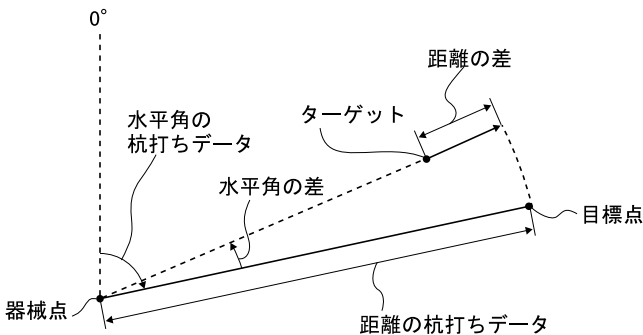 0°
距離の差
ターゲット
水平角の
杭打ちデータ
水平角の差
目標点
器械点
距離の杭打ちデータ